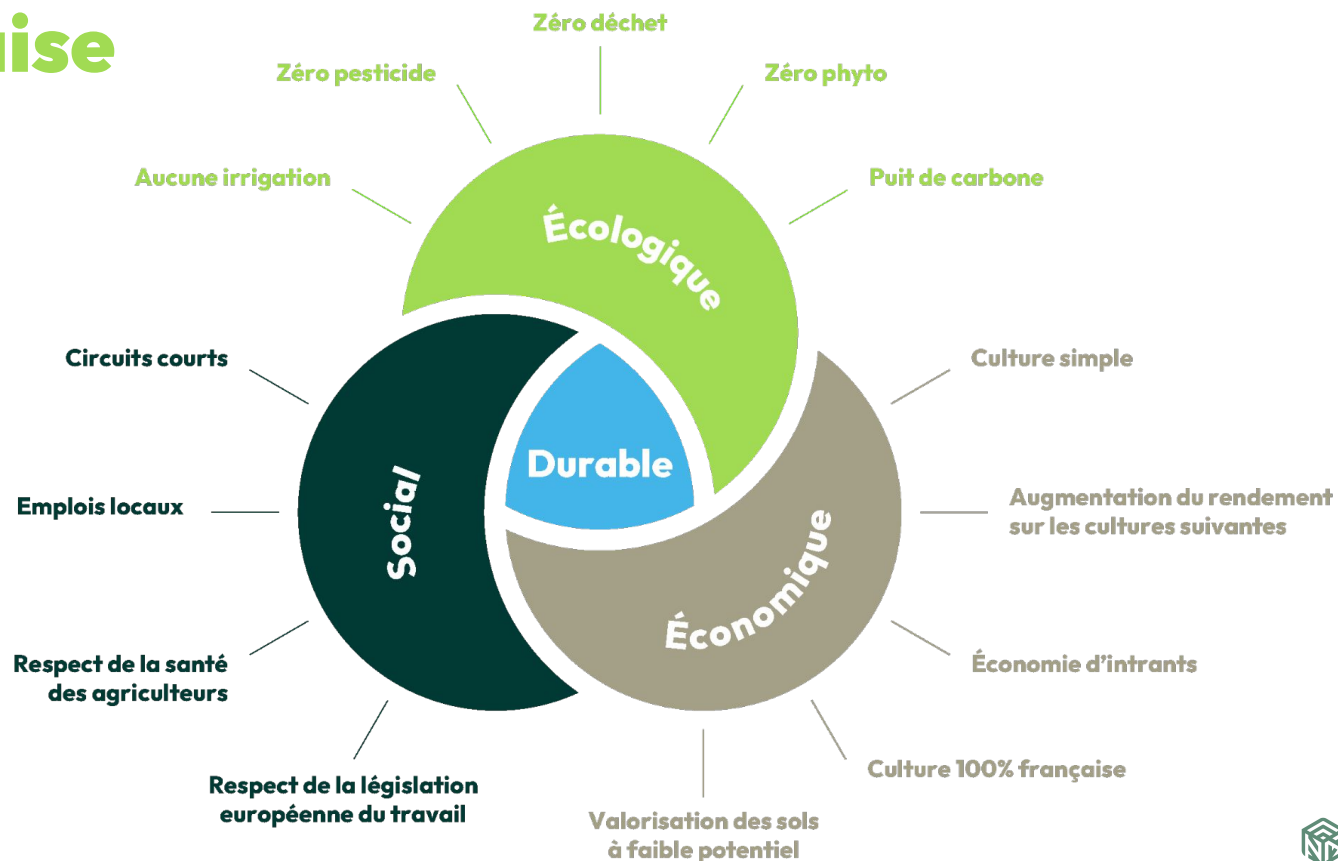 Zéro déchet
Zéro pesticide
Zéro phyto
Aucune irrigation
Puit de carbone
Écologique
Circuits courts
Culture simple
Durable
Emplois locaux
Social
Augmentation du rendement
sur les cultures suivantes
Économique
Respect de la santé
des agriculteurs
Économie d'intrants
Culture 100% française
Respect de la législation
européenne du travail
Valorisation des sols
à faible potentiel